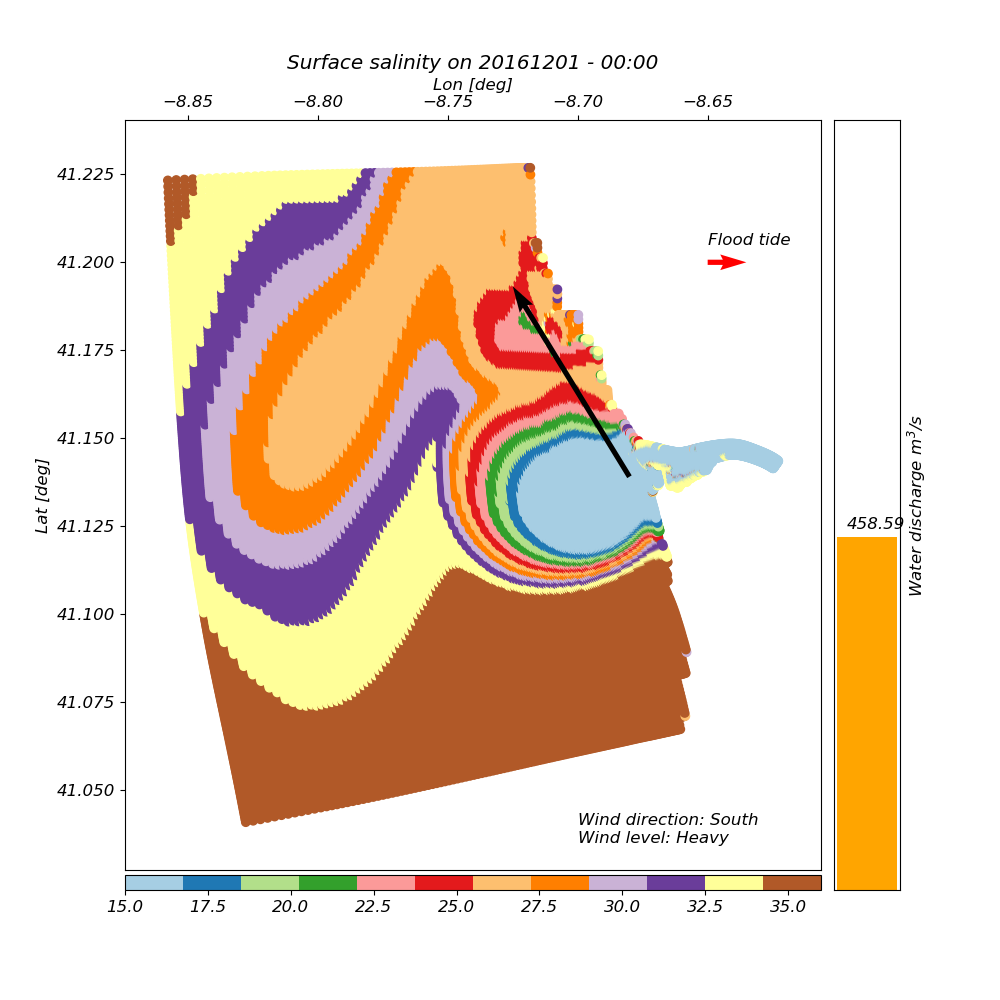 Surface salinity on 20161201 - 00:00
Lon [deg]
−8.85 −8.80 −8.75 −8.70 −8.65
41.225
41.200
41.175
41.150
41.125
41.100
41.075
41.050
Lat [deg]
Flood tide
458.59
Water discharge m³/s
Wind direction: South
Wind level: Heavy
15.0 17.5 20.0 22.5 25.0 27.5 30.0 32.5 35.0